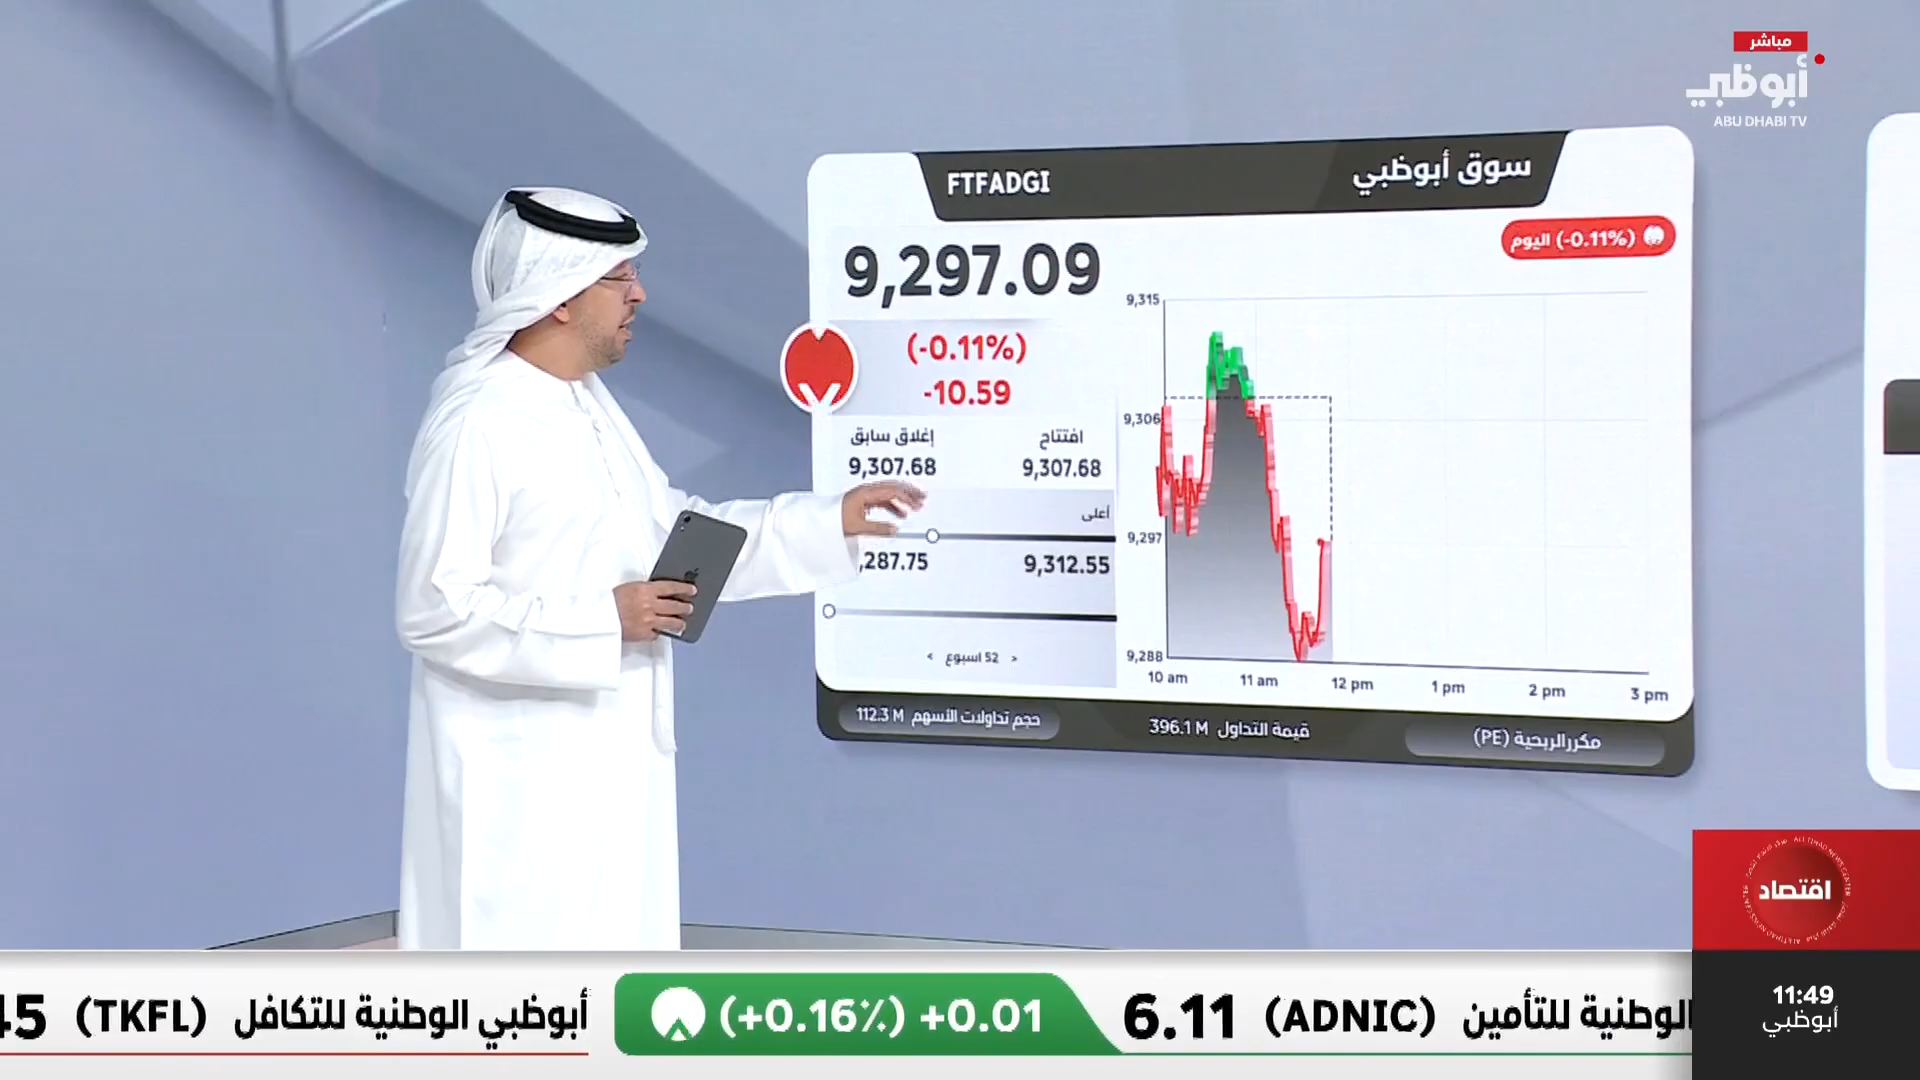 مباشر
أبوظبي
ABU DHABI TV
سوق أبوظبي
FTFADGI
(-0.11%) اليوم
9,297.09
(-0.11%)
-10.59
افتتاح
إغلاق سابق
9,307.68
9,307.68
أعلى
9,312.55
,287.75
< 52 اسبوع >
9,315
9,306
9,297
9,288
10 am 11 am 12 pm 1 pm 2 pm 3 pm
مكرر الربحية (PE)
قيمة التداول 396.1 M
حجم تداولات الأسهم 112.3 M
اقتصاد
11:49
أبوظبي
الوطنية للتأمين (ADNIC) 6.11 +0.01 (+0.16%)
أبوظبي الوطنية للتكافل (TKFL) 45